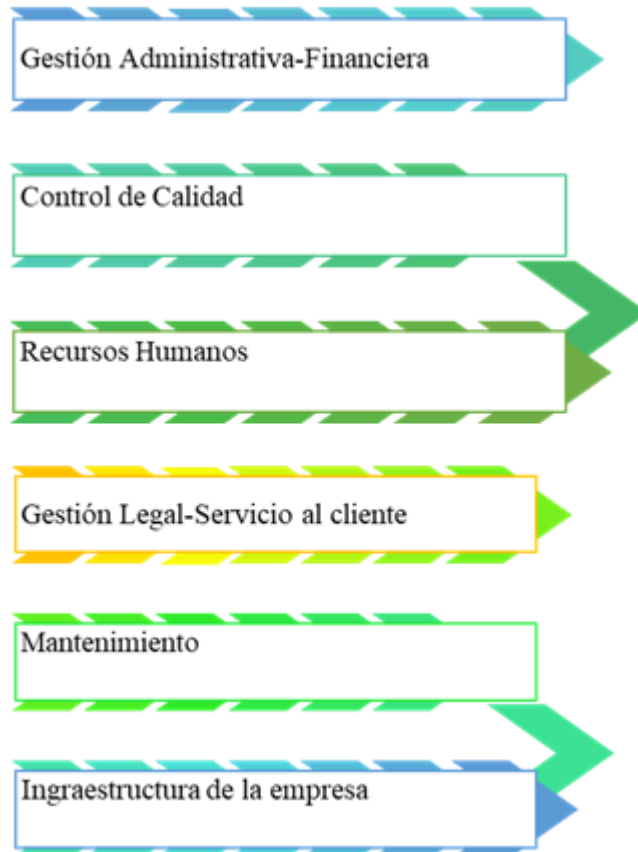 Gestión Administrativa-Financiera
Control de Calidad
Recursos Humanos
Gestión Legal-Servicio al cliente
Mantenimiento
Ingraestructura de la empresa